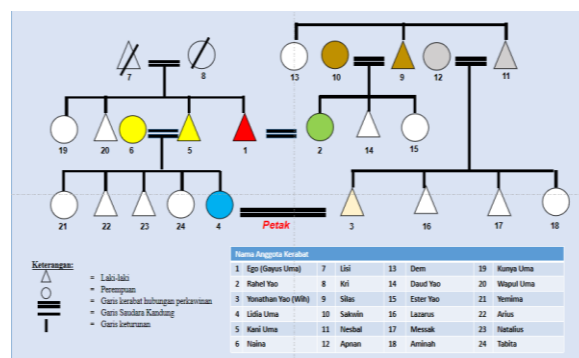 7 8 13 10 9 12 11
19 20 6 5 1 2 14 15
21 22 23 24 4 Petak 3 16 17 18
Keterangan:
= Laki-laki
= Perempuan
= Garis kerabat hubungan perkawinan
= Garis Saudara Kandung
= Garis keturunan
Nama Anggota Kerabat
1 Ego (Gayus Uma) 7 Lisi 13 Dem 19 Kunya Uma
2 Rahel Yao 8 Kri 14 Daud Yao 20 Wapul Uma
3 Yonathan Yao (Wih) 9 Silas 15 Ester Yao 21 Yemima
4 Lidia Uma 10 Sakwin 16 Lazarus 22 Arius
5 Kani Uma 11 Nesbal 17 Messak 23 Natalius
6 Naina 12 Apnan 18 Aminah 24 Tabita